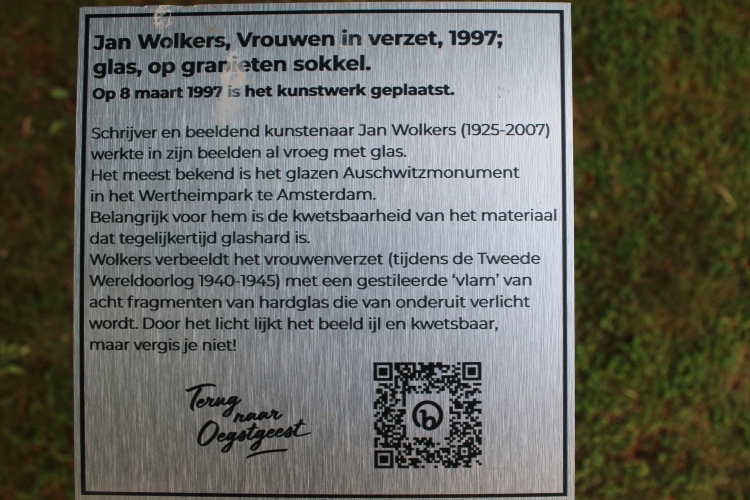 Jan Wolkers, Vrouwen in verzet, 1997;
glas, op granieten sokkel.
Op 8 maart 1997 is het kunstwerk geplaatst.
Schrijver en beeldend kunstenaar Jan Wolkers (1925-2007)
werkte in zijn beelden al vroeg met glas.
Het meest bekend is het glazen Auschwitzmonument
in het Wertheimpark te Amsterdam.
Belangrijk voor hem is de kwetsbaarheid van het materiaal
dat tegelijkertijd glashard is.
Wolkers verbeeldt het vrouwenverzet (tijdens de Tweede
Wereldoorlog 1940-1945) met een gestileerde ‘vlam’ van
acht fragmenten van hardglas die van onderuit verlicht
wordt. Door het licht lijkt het beeld ijl en kwetsbaar,
maar vergis je niet!
Terug
naar
Oegstgeest
b